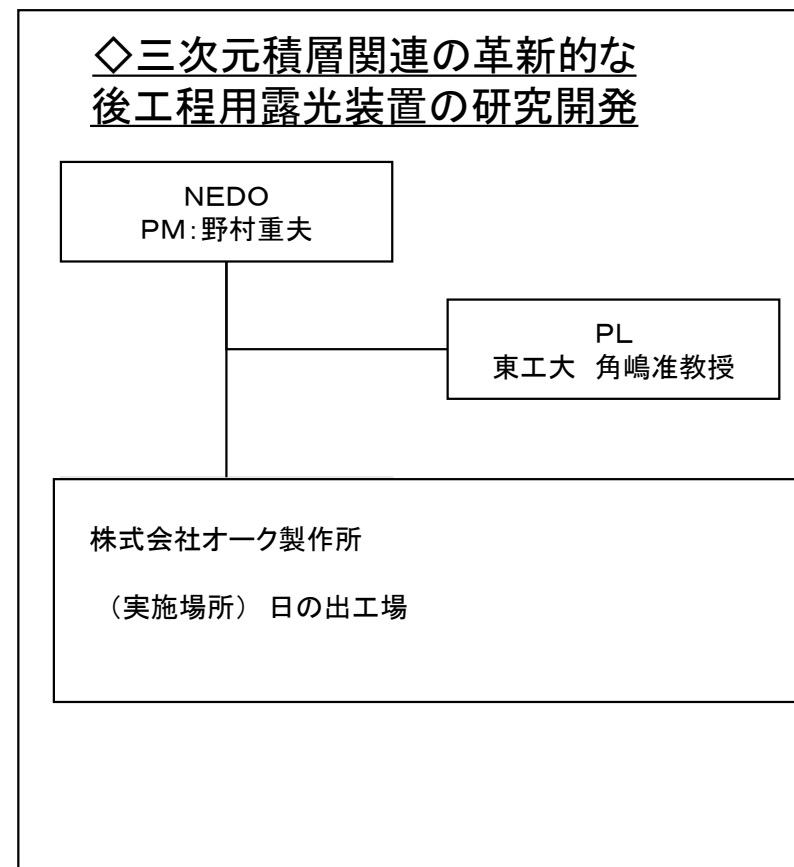 ◇三次元積層関連の革新的な
後工程用露光装置の研究開発
NEDO
PM：野村重夫
PL
東工大　角嶋准教授
株式会社オーク製作所
（実施場所）　日の出工場